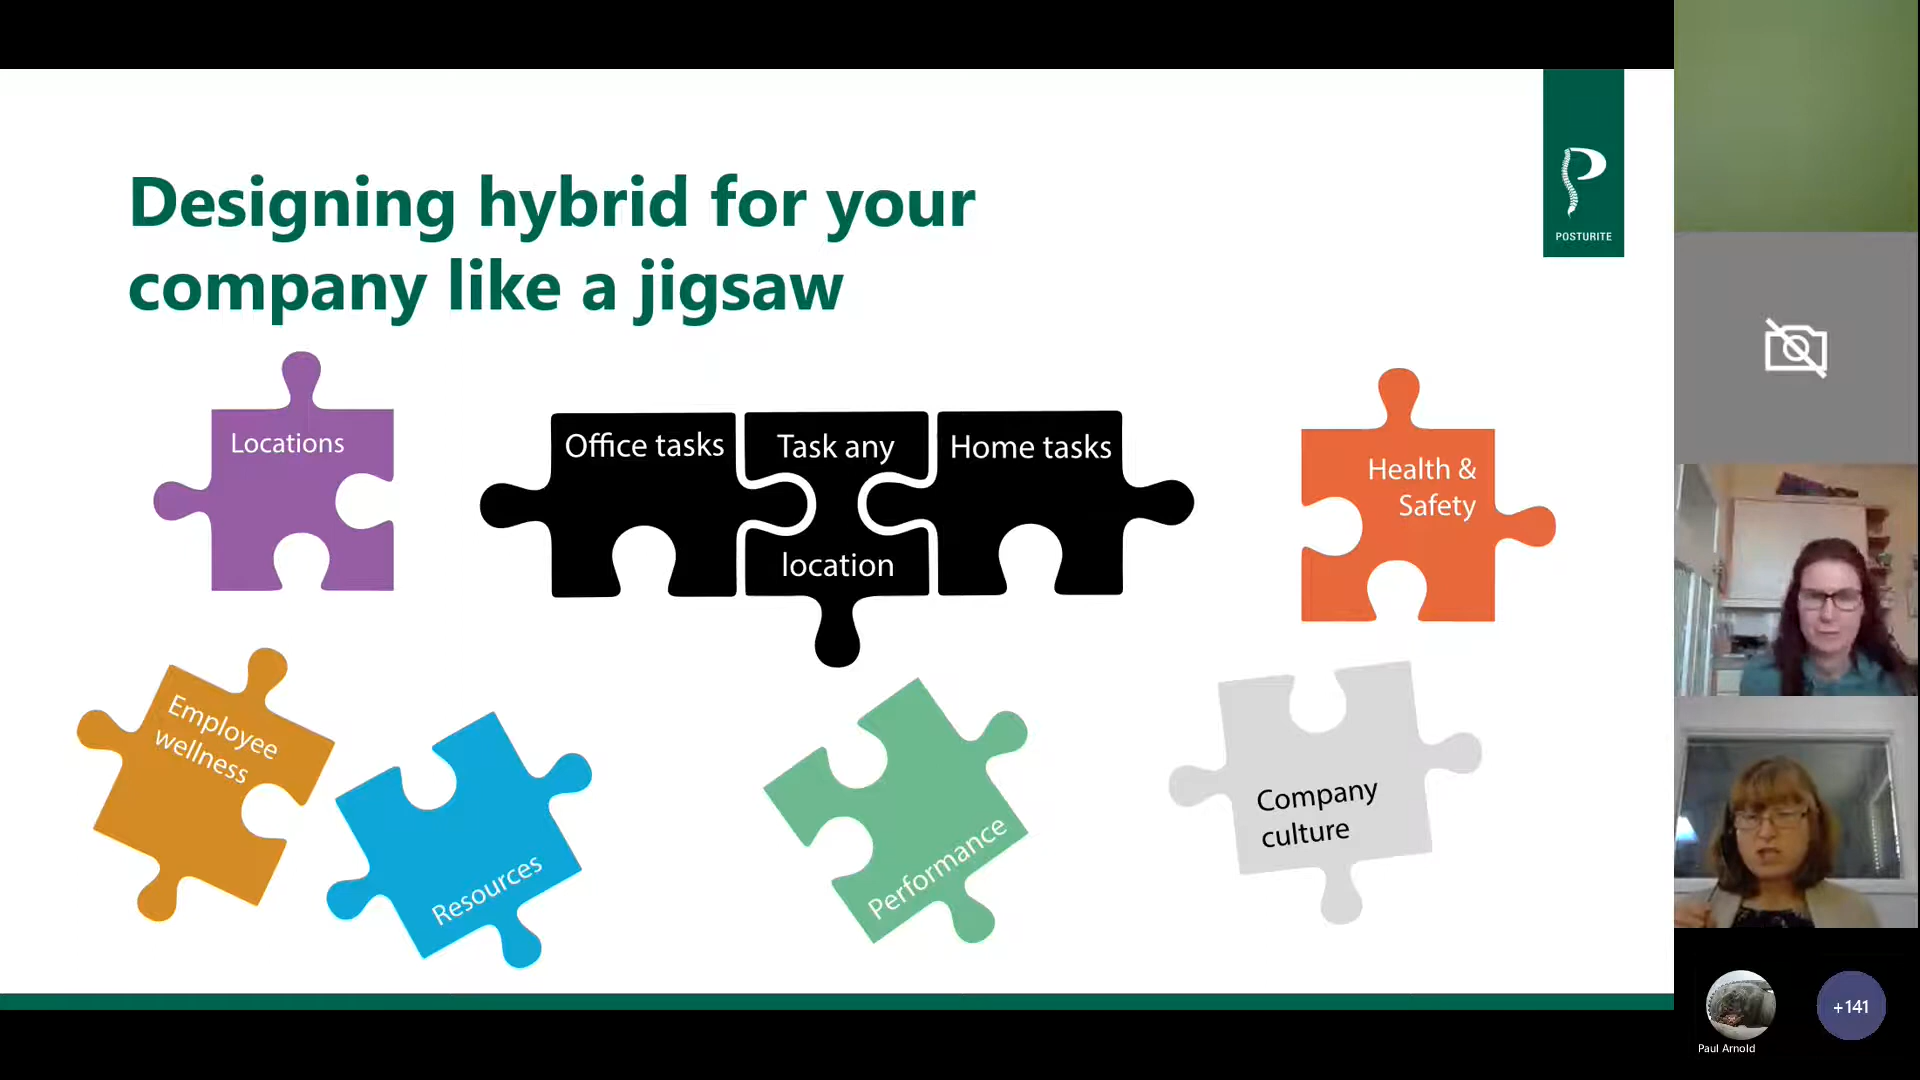 Designing hybrid for your
company like a jigsaw
POSTURITE
Locations
Office tasks
Task any
location
Home tasks
Health &
Safety
Employee
wellness
Resources
Performance
Company
culture
Paul Arnold
+141